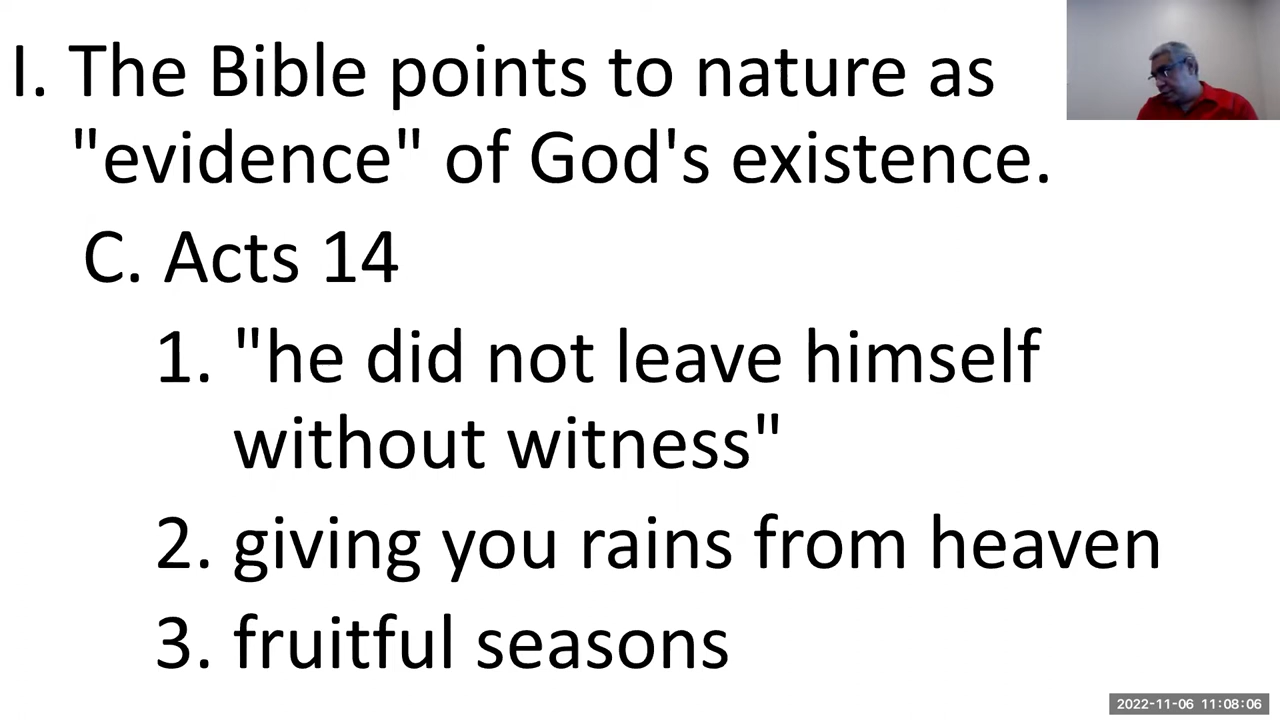 I. The Bible points to nature as
"evidence" of God's existence.
C. Acts 14
1. "he did not leave himself
without witness"
2. giving you rains from heaven
3. fruitful seasons
2022-11-06 11:08:06